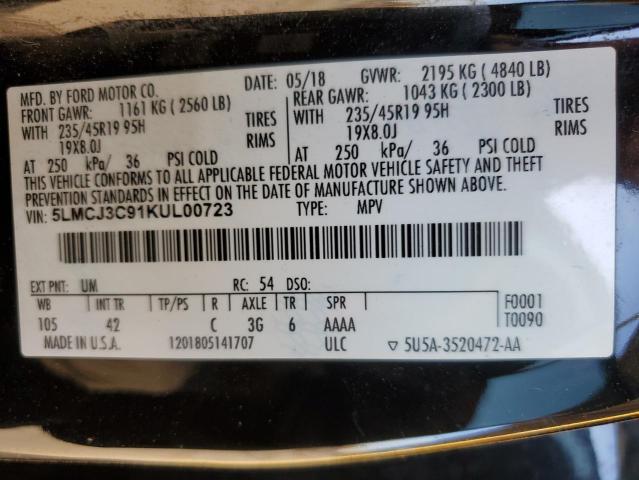 MFD. BY FORD MOTOR CO.
DATE: 05/18 GVWR: 2195 KG ( 4840 LB)
FRONT GAWR: 1161 KG ( 2560 LB)
REAR GAWR: 1043 KG ( 2300 LB)
WITH 235/45R19 95H TIRES
19X8.0J RIMS
AT 250 kPa/ 36 PSI COLD
WITH 235/45R19 95H TIRES
19X8.0J RIMS
AT 250 kPa/ 36 PSI COLD
THIS VEHICLE CONFORMS TO ALL APPLICABLE FEDERAL MOTOR VEHICLE SAFETY AND THEFT
PREVENTION STANDARDS IN EFFECT ON THE DATE OF MANUFACTURE SHOWN ABOVE.
VIN: 5LMCJ3C91KUL00723 TYPE: MPV
EXT PNT: UM RC: 54 DSO:
WB INT TR TP/PS R AXLE TR SPR F0001
105 42 C 3G 6 AAAA T0090
MADE IN U.S.A. 1201805141707 ULC ▽ 5U5A-3520472-AA